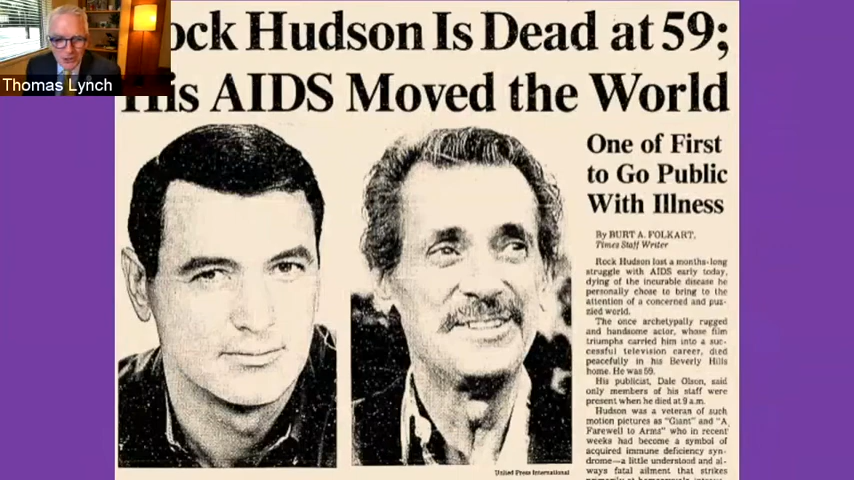 Thomas Lynch
ock Hudson Is Dead at 59;
His AIDS Moved the World
One of First
to Go Public
With Illness
By BURT A. FOLKART,
Times Staff Writer
Rock Hudson lost a months-long
struggle with AIDS early today,
dying of the incurable disease he
personally chose to bring to the
attention of a concerned and puz-
zled world.
The once archetypally rugged
and handsome actor, whose film
triumphs carried him into a suc-
cessful television career, died
peacefully in his Beverly Hills
home. He was 59.
His publicist, Dale Olson, said
only members of his staff were
present when he died at 9 a.m.
Hudson was a veteran of such
motion pictures as "Giant" and "A
Farewell to Arms" who in recent
weeks had become a symbol of
acquired immune deficiency syn-
drome—a little understood and al-
ways fatal ailment that strikes
United Press International